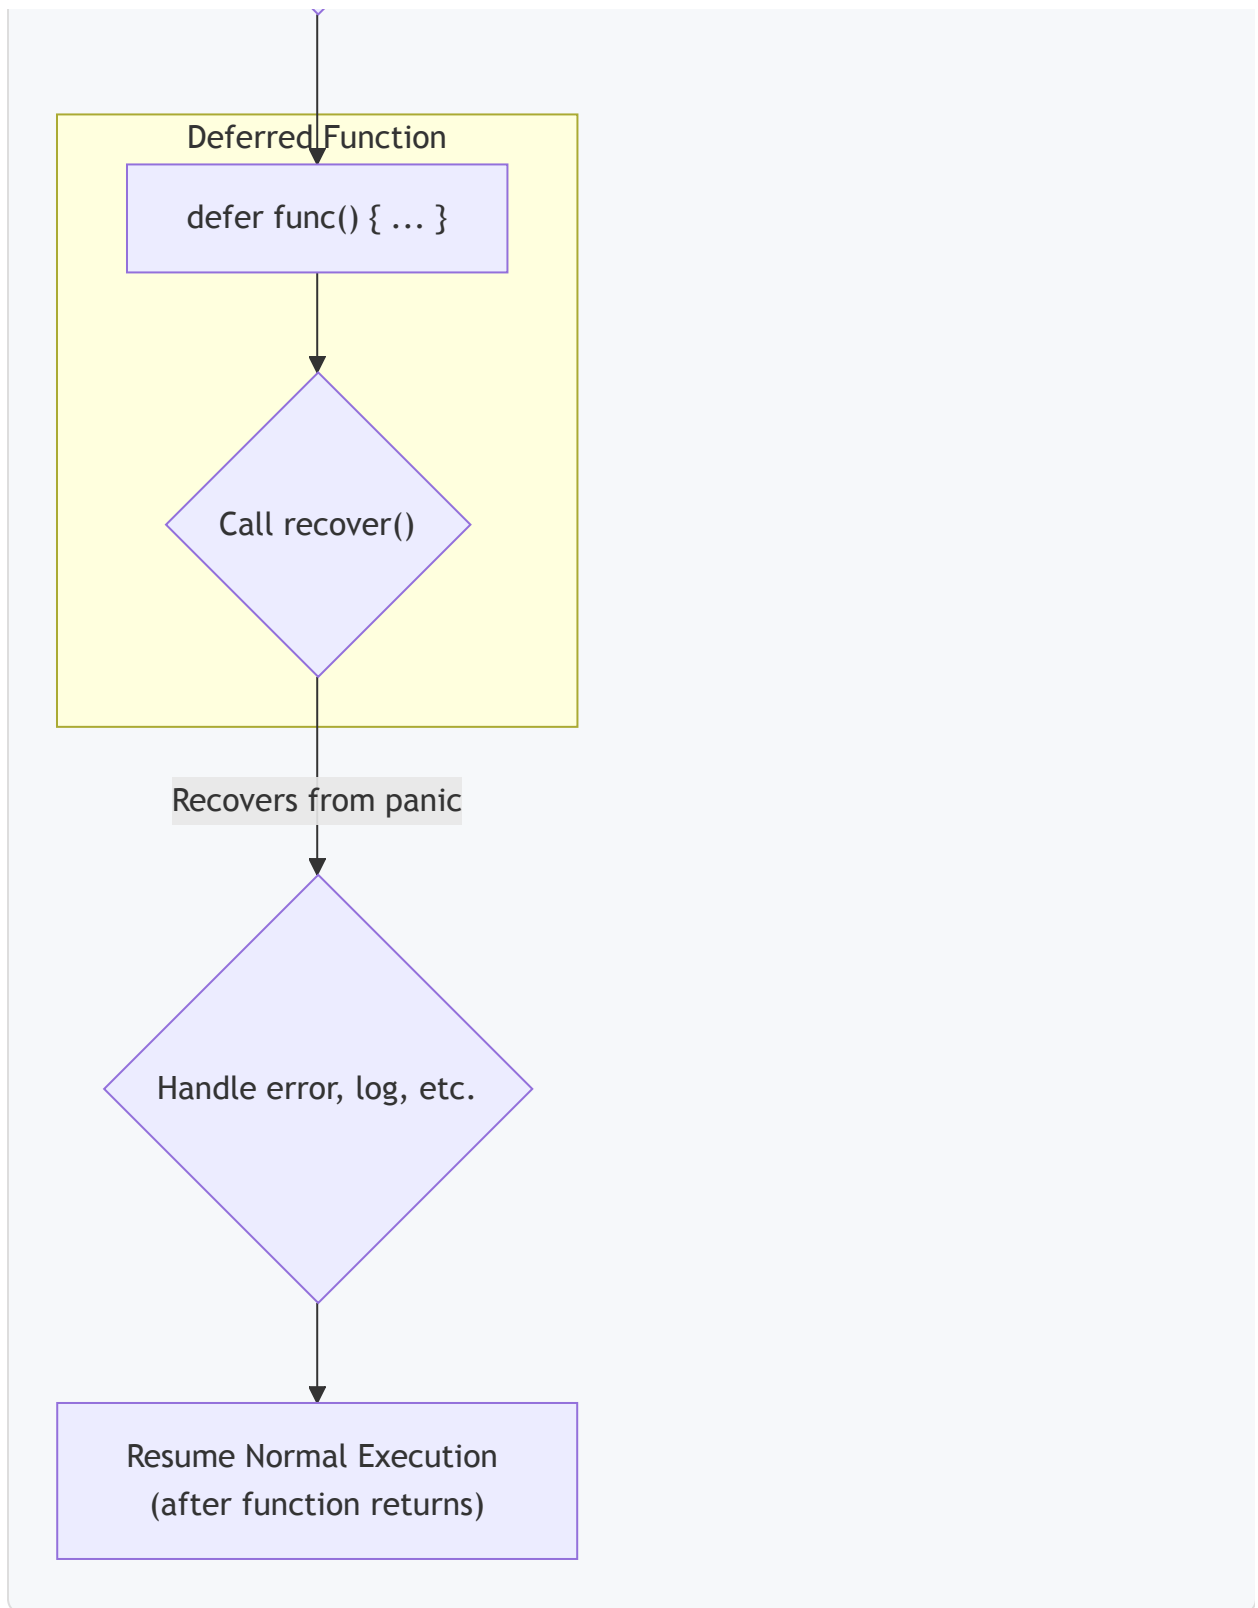 Deferred Function
defer func() { ... }
Call recover()
Recovers from panic
Handle error, log, etc.
Resume Normal Execution
(after function returns)